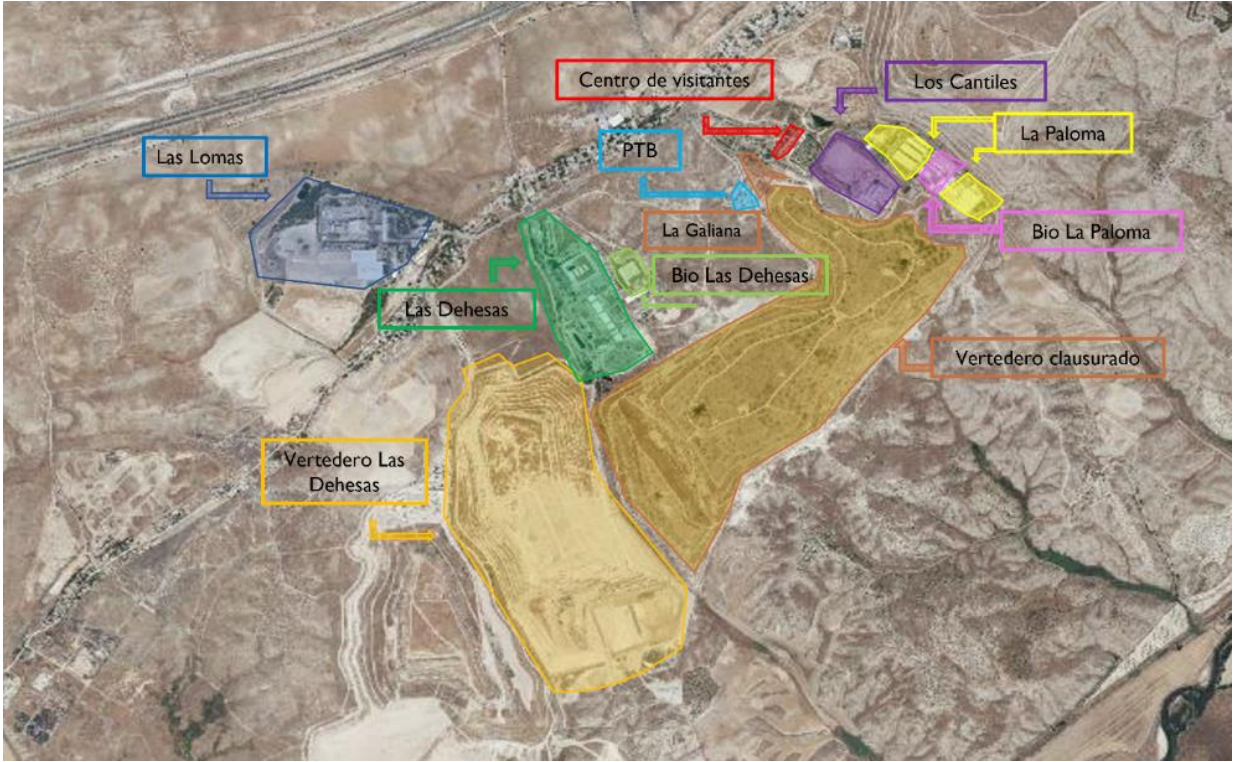 Centro de visitantes
Los Cantiles
La Paloma
Las Lomas
PTB
La Galiana
Bio La Paloma
Bio Las Dehesas
Las Dehesas
Vertedero clausurado
Vertedero Las
Dehesas